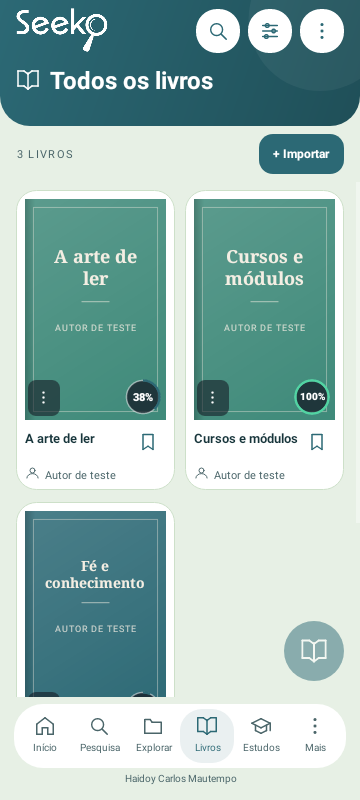 Seeko
Todos os livros
3 LIVROS
+ Importar
A arte de
ler
AUTOR DE TESTE
38%
A arte de ler
Autor de teste
Cursos e
módulos
AUTOR DE TESTE
100%
Cursos e módulos
Autor de teste
Fé e
conhecimento
AUTOR DE TESTE
Início
Pesquisa
Explorar
Livros
Estudos
Mais
Haidoy Carlos Mautempo